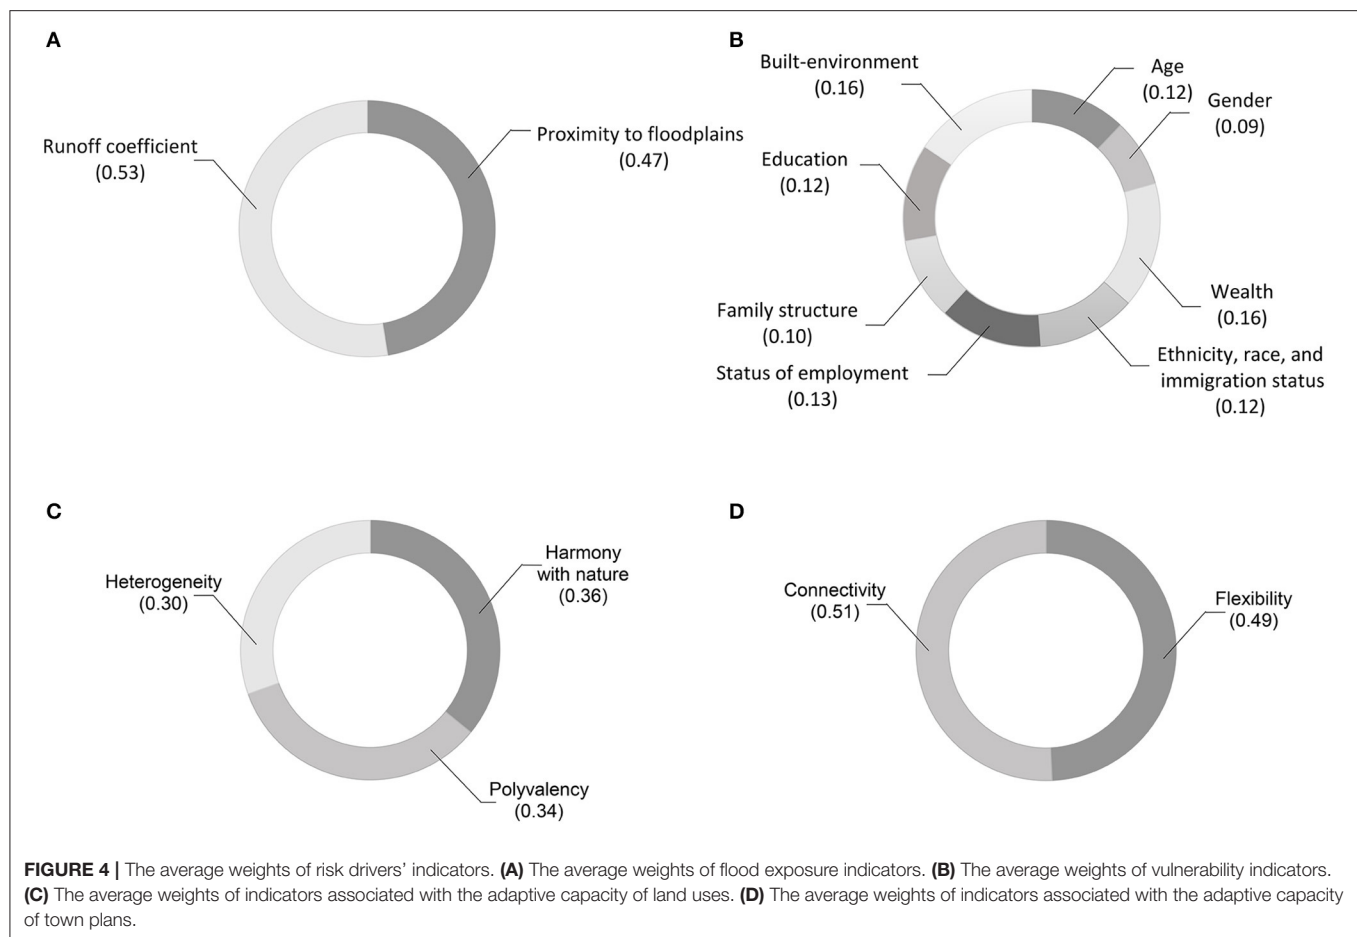 A
Runoff coefficient
(0.53)
Proximity to floodplains
(0.47)
B
Built-environment
(0.16)
Age
(0.12)
Gender
(0.09)
Education
(0.12)
Wealth
(0.16)
Family structure
(0.10)
Ethnicity, race, and
immigration status
(0.12)
Status of employment
(0.13)
C
Harmony
with nature
(0.36)
Heterogeneity
(0.30)
Polyvalency
(0.34)
D
Connectivity
(0.51)
Flexibility
(0.49)
FIGURE 4 | The average weights of risk drivers' indicators. (A) The average weights of flood exposure indicators. (B) The average weights of vulnerability indicators.
(C) The average weights of indicators associated with the adaptive capacity of land uses. (D) The average weights of indicators associated with the adaptive capacity
of town plans.